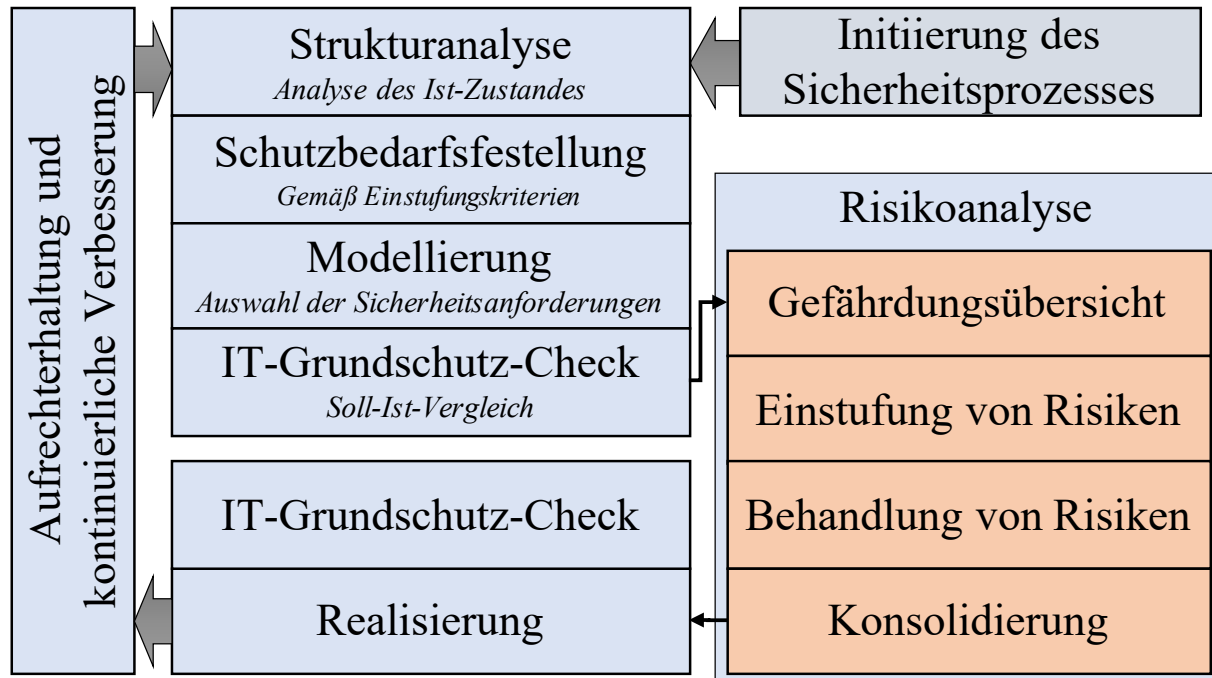 Aufrechterhaltung und
kontinuierliche Verbesserung
Strukturanalyse
Analyse des Ist-Zustandes
Schutzbedarfsfestellung
Gemäß Einstufungskriterien
Modellierung
Auswahl der Sicherheitsanforderungen
IT-Grundschutz-Check
Soll-Ist-Vergleich
IT-Grundschutz-Check
Realisierung
Initiierung des
Sicherheitsprozesses
Risikoanalyse
Gefährdungsübersicht
Einstufung von Risiken
Behandlung von Risiken
Konsolidierung